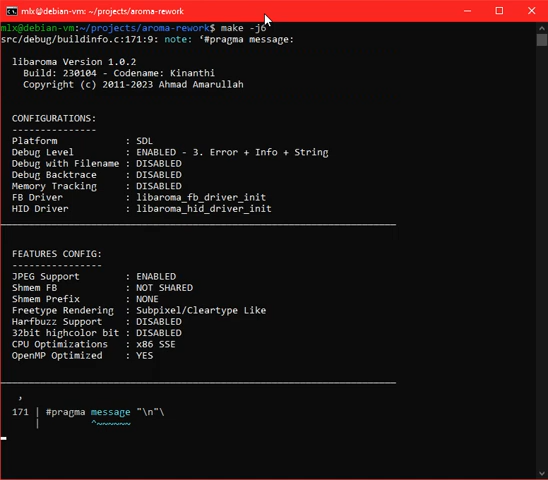 mlx@debian-vm: ~/projects/aroma-rework
mlx@debian-vm:~/projects/aroma-rework$ make -j6
src/debug/buildinfo.c:171:9: note: ‘#pragma message:
libaroma Version 1.0.2
Build: 230104 - Codename: Kinanthi
Copyright (c) 2011-2023 Ahmad Amarullah
CONFIGURATIONS:
---------------
Platform : SDL
Debug Level : ENABLED - 3. Error + Info + String
Debug with Filename : DISABLED
Debug Backtrace : DISABLED
Memory Tracking : DISABLED
FB Driver : libaroma_fb_driver_init
HID Driver : libaroma_hid_driver_init
FEATURES CONFIG:
----------------
JPEG Support : ENABLED
Shmem FB : NOT SHARED
Shmem Prefix : NONE
Freetype Rendering : Subpixel/Cleartype Like
Harfbuzz Support : DISABLED
32bit highcolor bit : DISABLED
CPU Optimizations : x86 SSE
OpenMP Optimized : YES
’
171 | #pragma message "\n"\
| ^~~~~~~